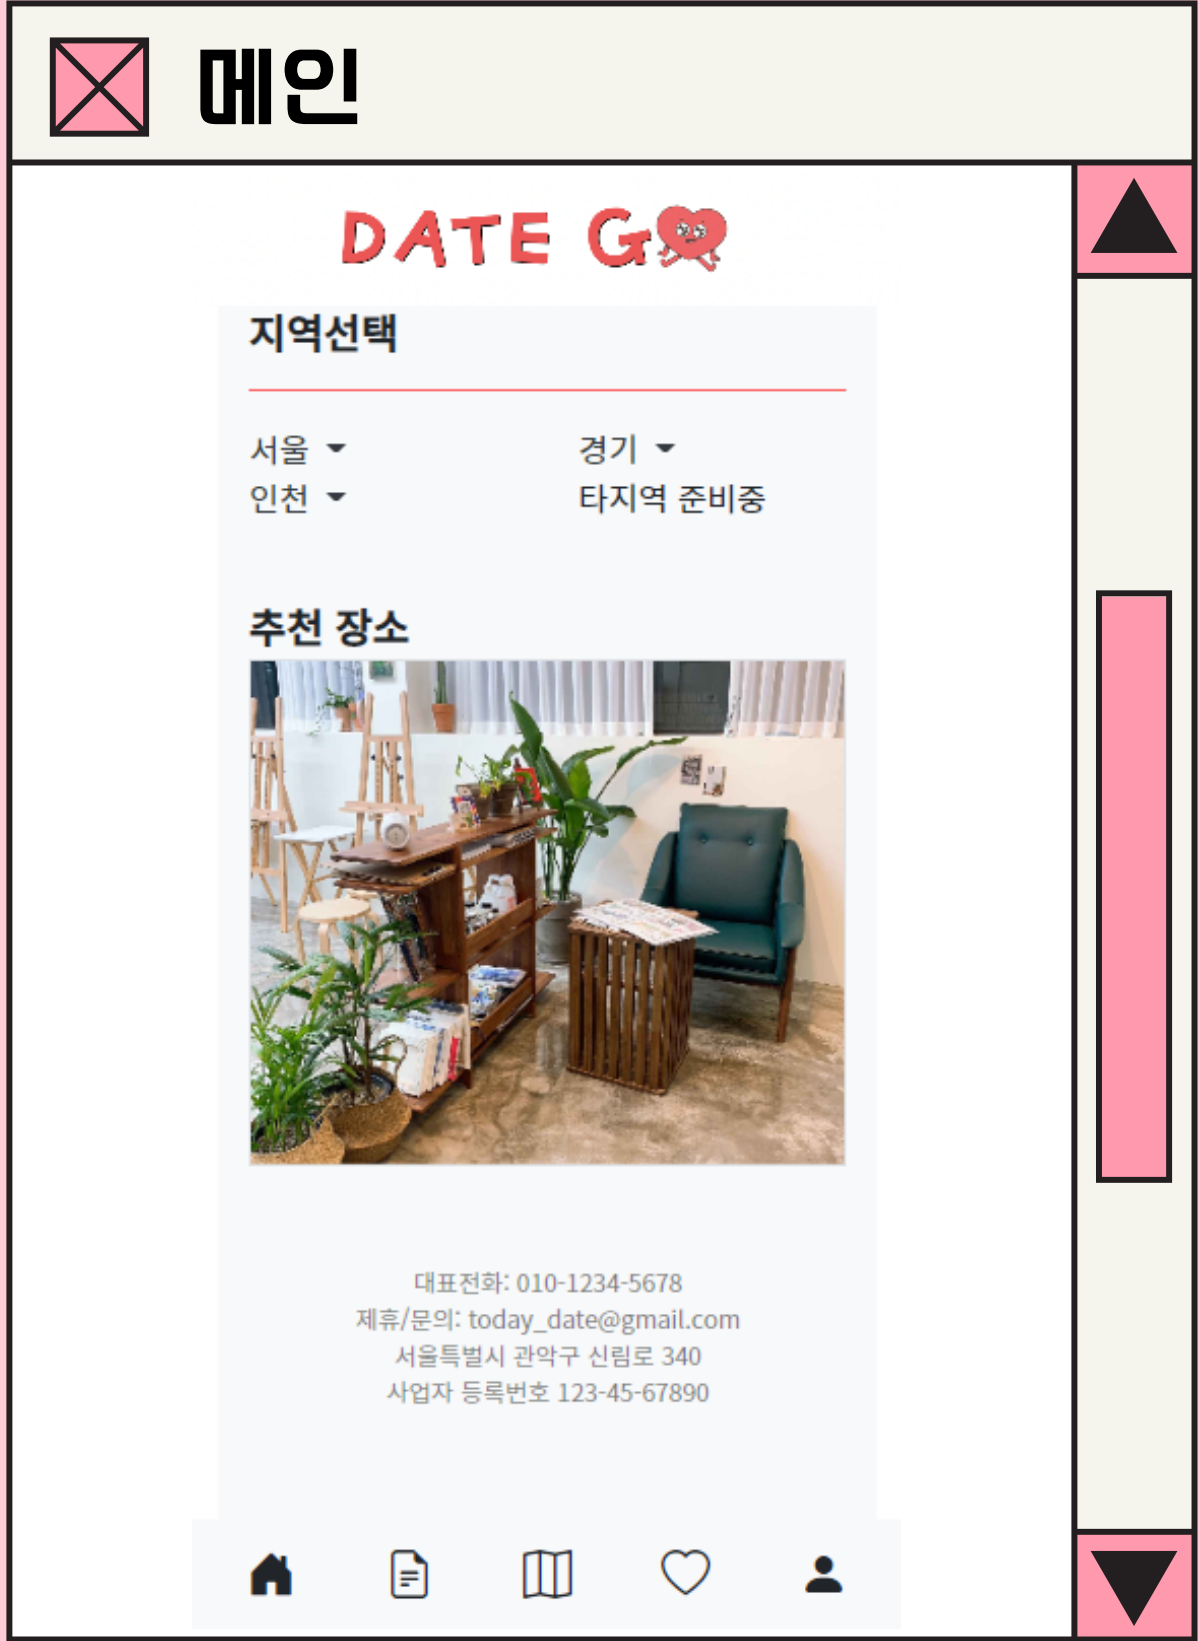 메인
DATE GO
지역선택
서울 경기
인천 타지역 준비중
추천 장소
대표전화: 010-1234-5678
제휴/문의: today_date@gmail.com
서울특별시 관악구 신림로 340
사업자 등록번호 123-45-67890